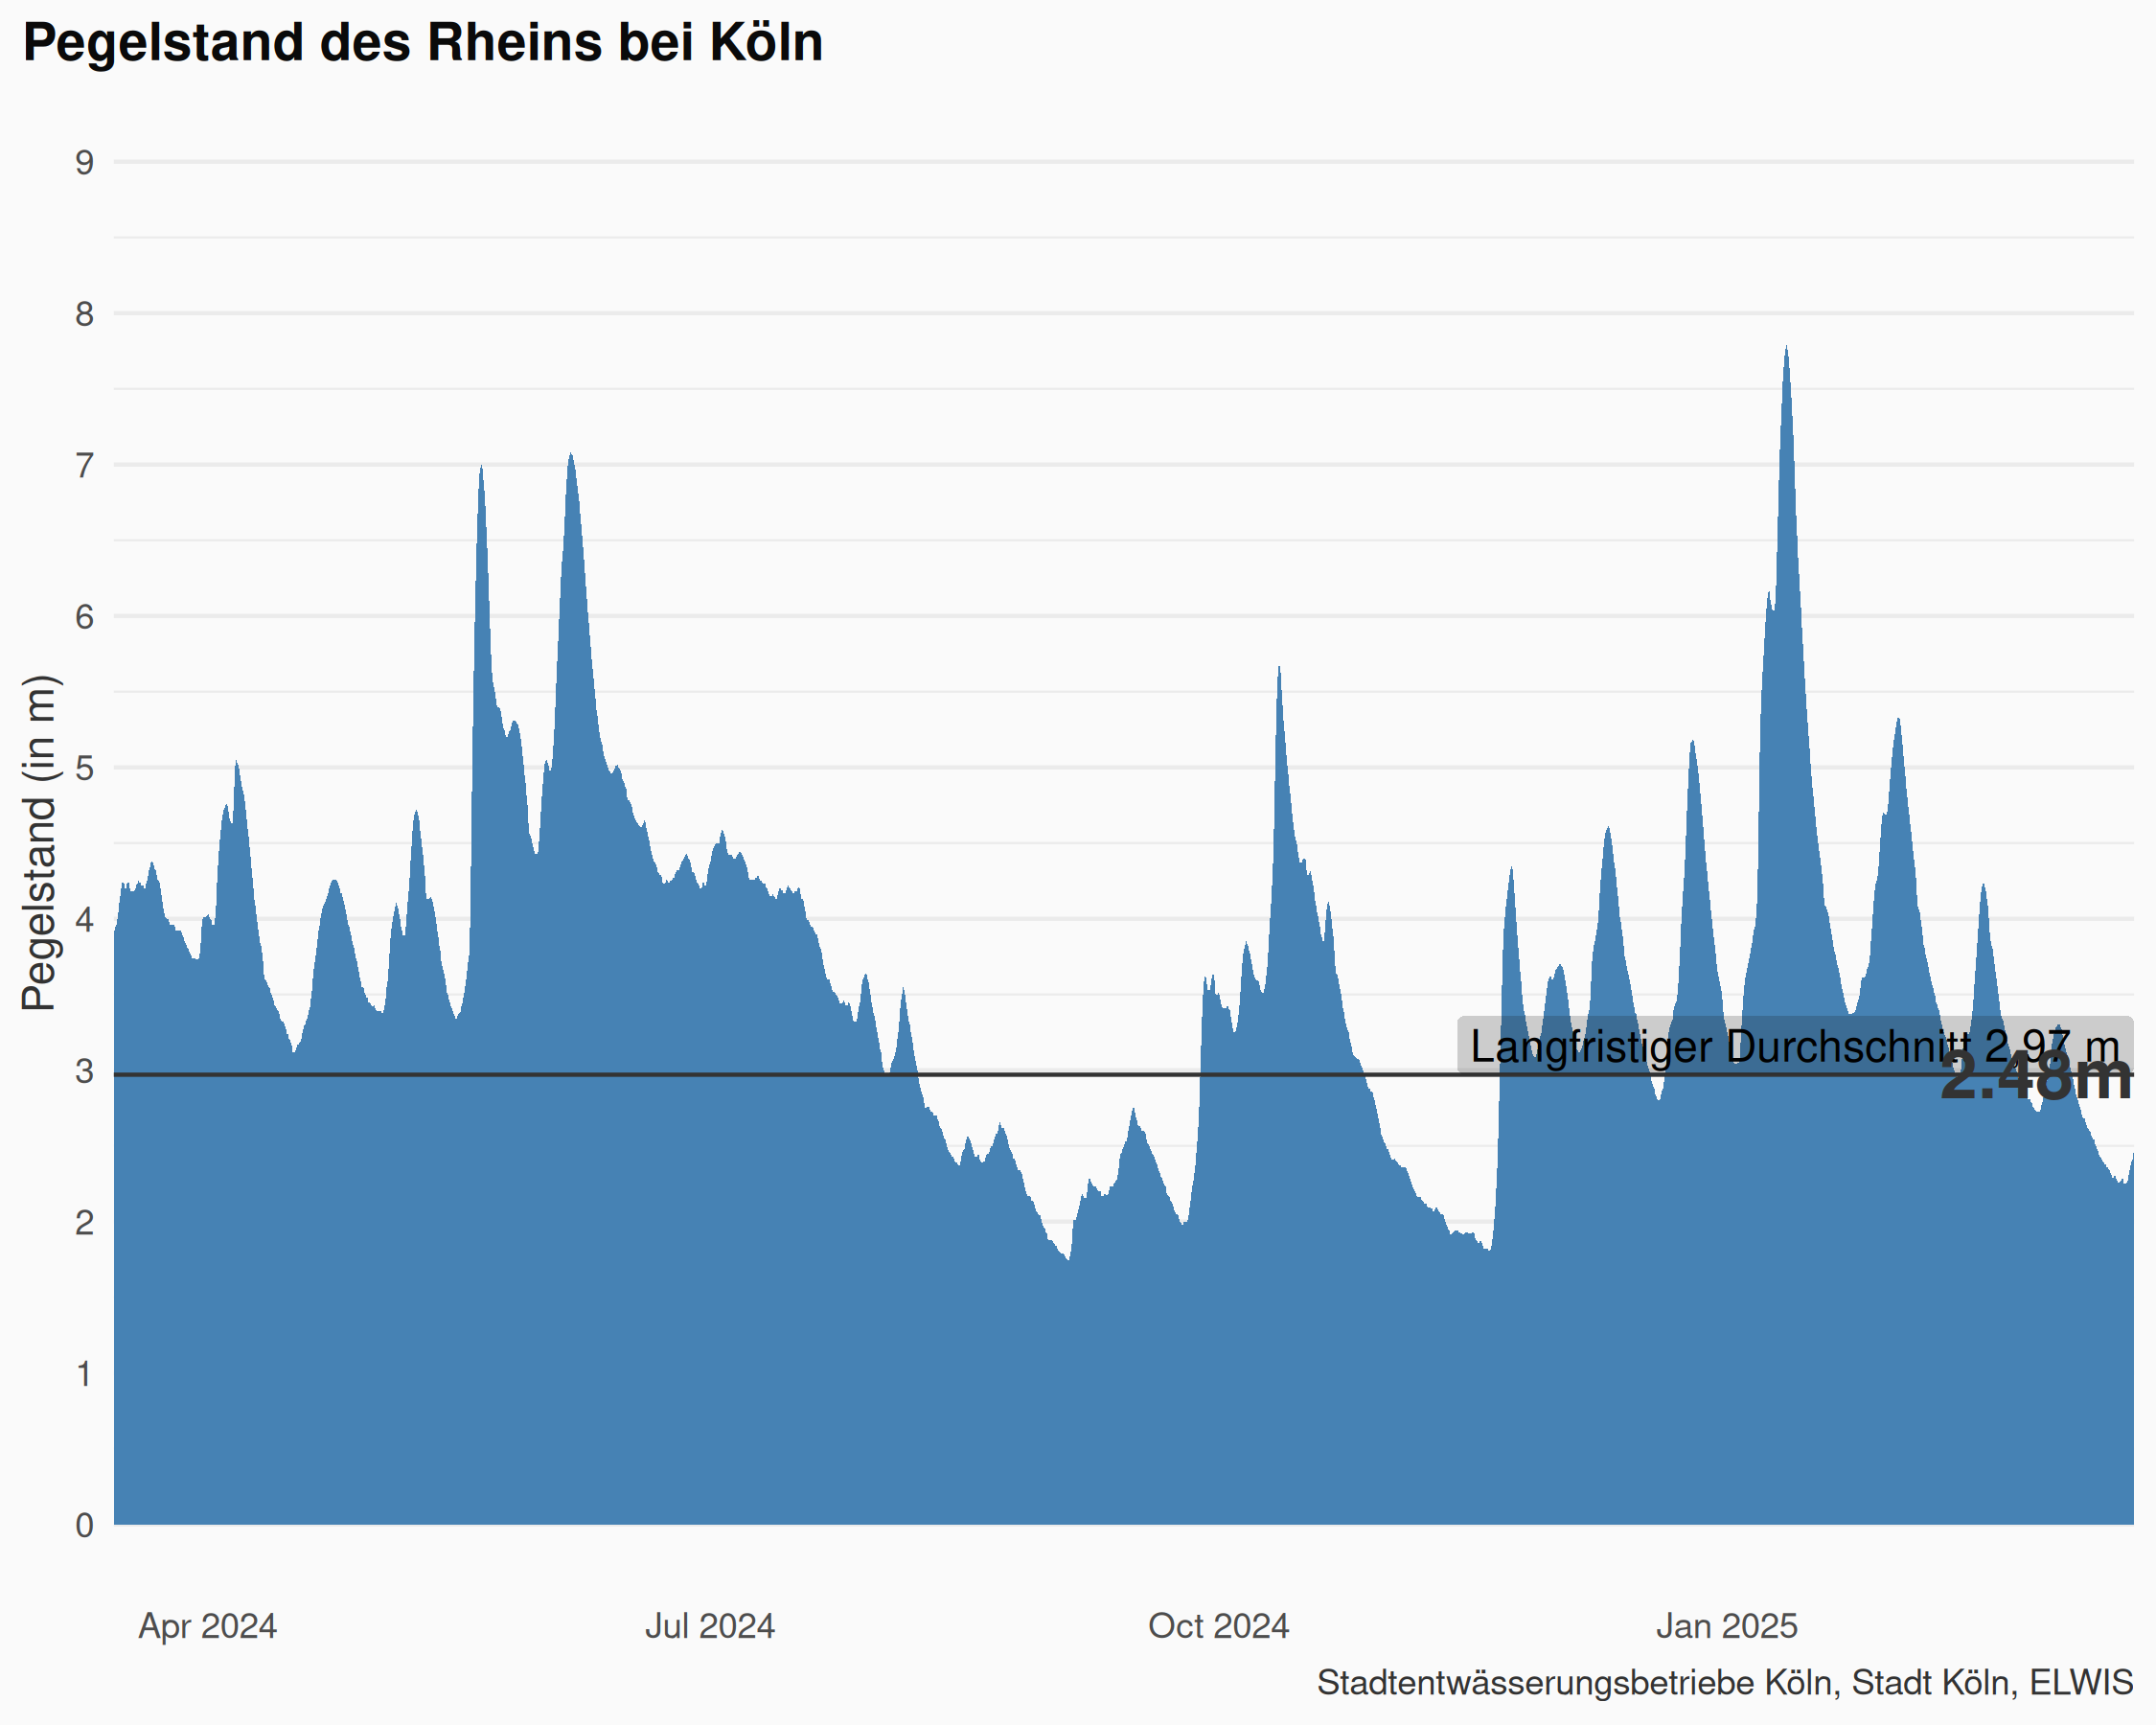 Pegelstand des Rheins bei Köln
9
8
7
6
5
4
3
2
1
0
Pegelstand (in m)
Langfristiger Durchschnitt 2.97 m
2.48m
Apr 2024
Jul 2024
Oct 2024
Jan 2025
Stadtentwässerungsbetriebe Köln, Stadt Köln, ELWIS